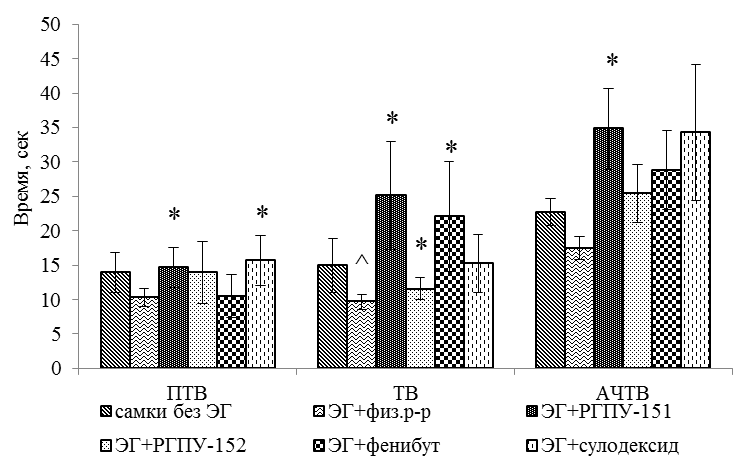 Время, сек
50
45
40
35
30
25
20
15
10
5
0
*
*
^
*
*
*
*
ПТВ
ТВ
АЧТВ
самки без ЭГ
ЭГ+физ.р-р
ЭГ+РГПУ-151
ЭГ+РГПУ-152
ЭГ+фенибут
ЭГ+сулодексид